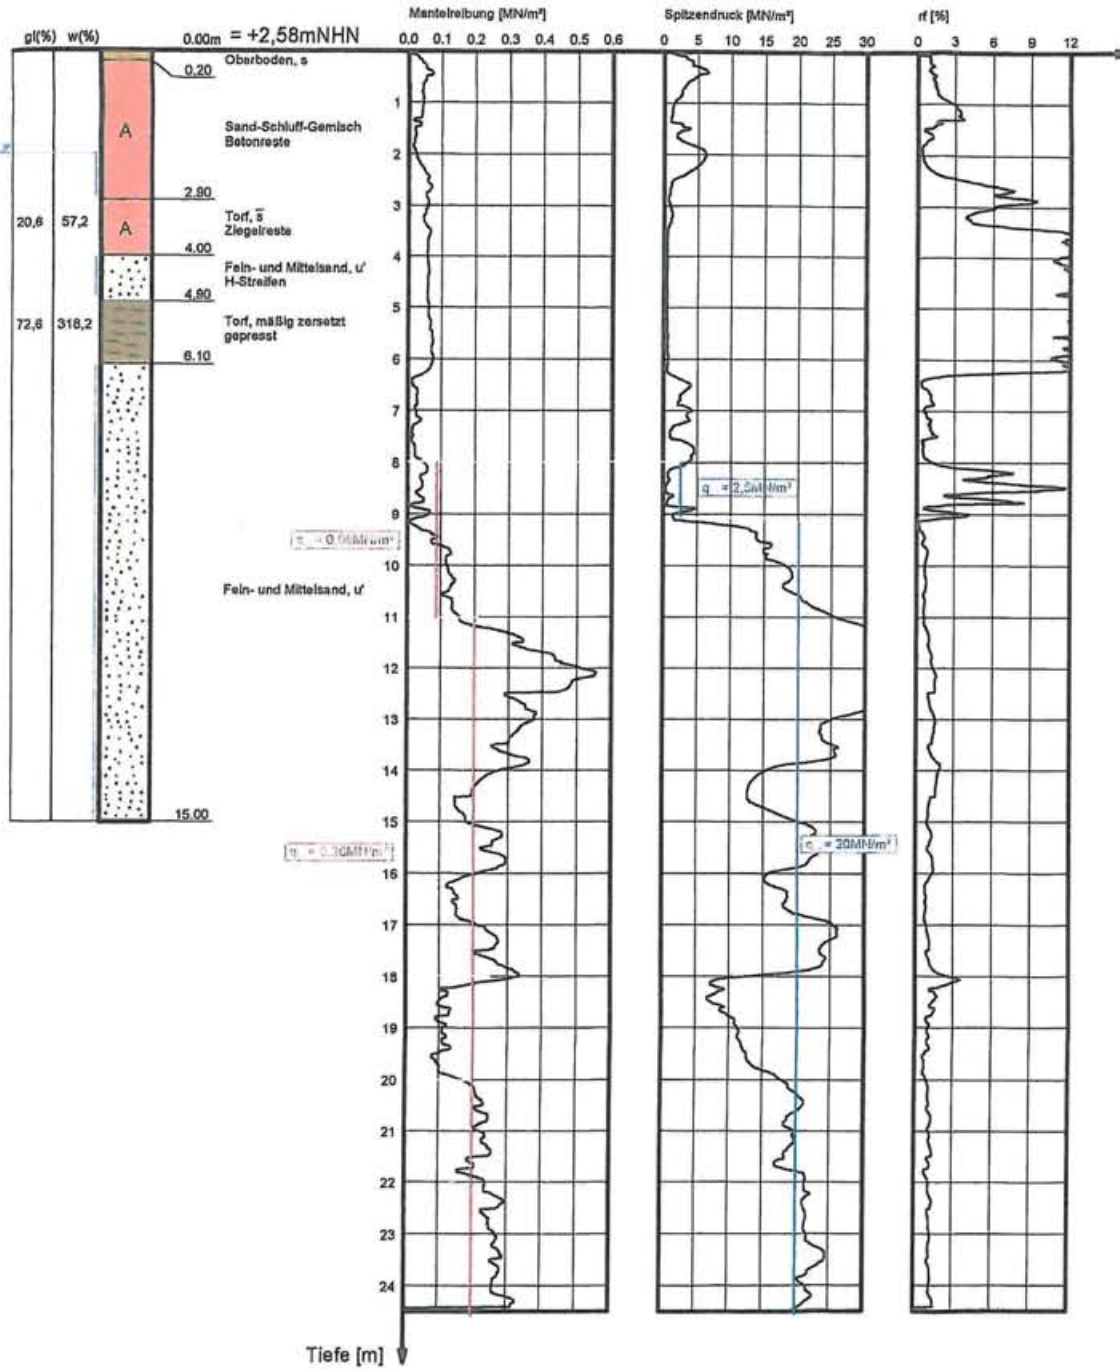 Mantelreibung [MN/m²] Spitzendruck [MN/m²] rf [%]
gl(%) w(%) 0.00m = +2,58mNHN 0.0 0.1 0.2 0.3 0.4 0.5 0.6 0 5 10 15 20 25 30 0 3 6 9 12
Oberboden, s
0.20
1
A Sand-Schluff-Gemisch
Betonreste
2
2.90
3
20,6 57,2 A Torf, s̅
Ziegelreste
4.00
4
Fein- und Mittelsand, u'
H-Streifen
4.90
5
72,6 318,2 Torf, mäßig zersetzt
gepresst
6.10
6
7
8
= 2,5MN/m²
9
10
Fein- und Mittelsand, u'
11
12
13
14
15.00
15
= 20MN/m²
16
17
18
19
20
21
22
23
24
Tiefe [m]